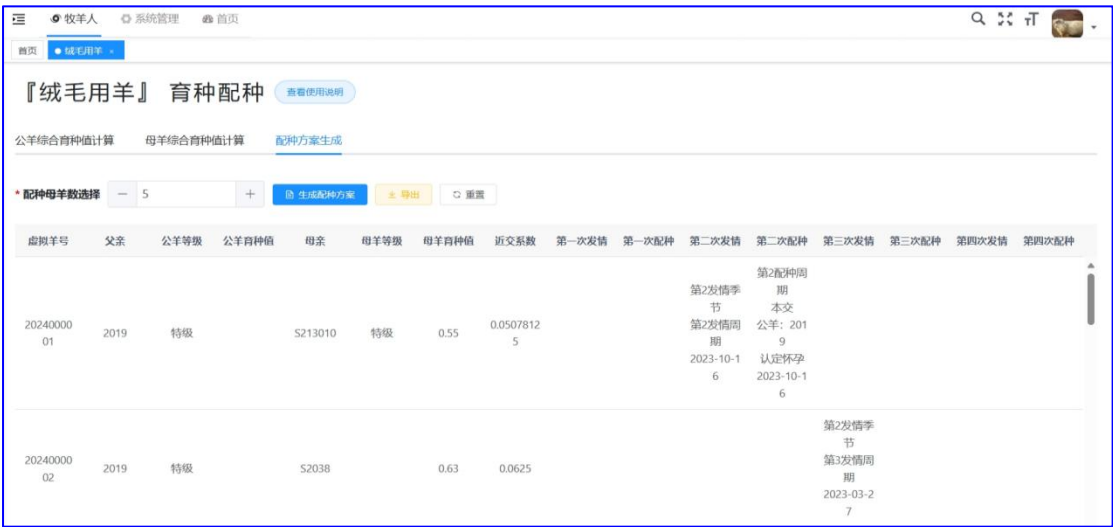 牧羊人 系统管理 首页
首页 绒毛用羊 ×
『绒毛用羊』 育种配种 查看使用说明
公羊综合育种值计算 母羊综合育种值计算 配种方案生成
* 配种母羊数选择 − 5 + 生成配种方案 导出 重置
虚拟羊号 父亲 公羊等级 公羊育种值 母亲 母羊等级 母羊育种值 近交系数 第一次发情 第一次配种 第二次发情 第二次配种 第三次发情 第三次配种 第四次发情 第四次配种
20240000
01
2019
特级
S213010
特级
0.55
0.0507812
5
第2发情季
节
第2发情周
期
2023-10-1
6
第2配种周
期
本交
公羊：201
9
认定怀孕
2023-10-1
6
20240000
02
2019
特级
S2038
0.63
0.0625
第2发情季
节
第3发情周
期
2023-03-2
7